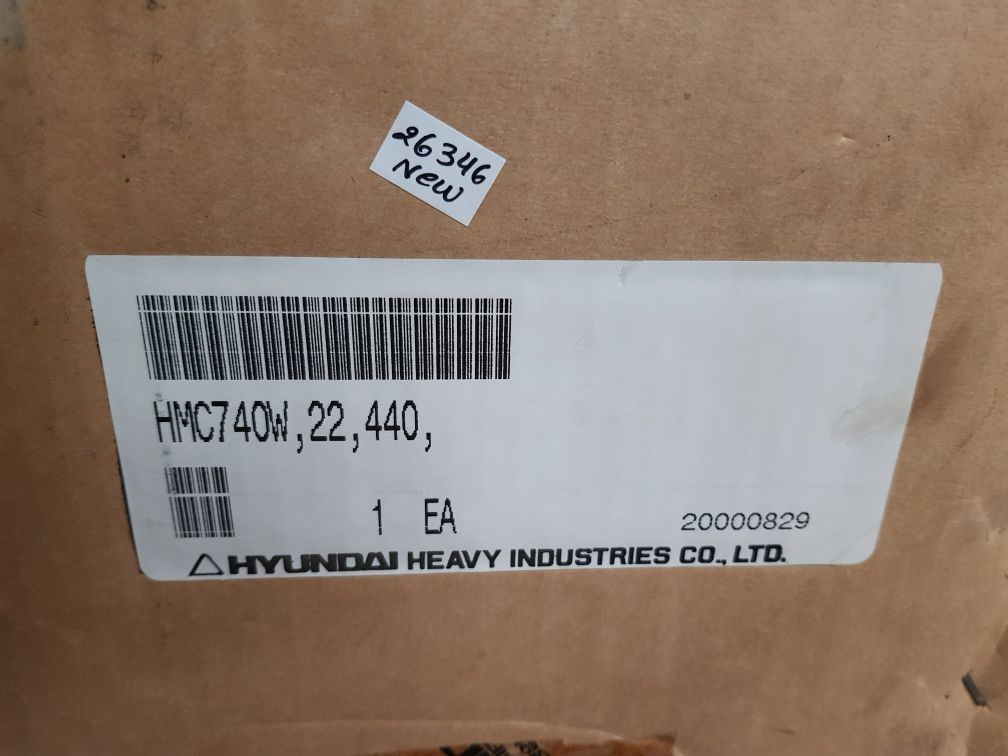 26346
New
HMC740W,22,440,
1 EA
20000829
HYUNDAI HEAVY INDUSTRIES CO., LTD.